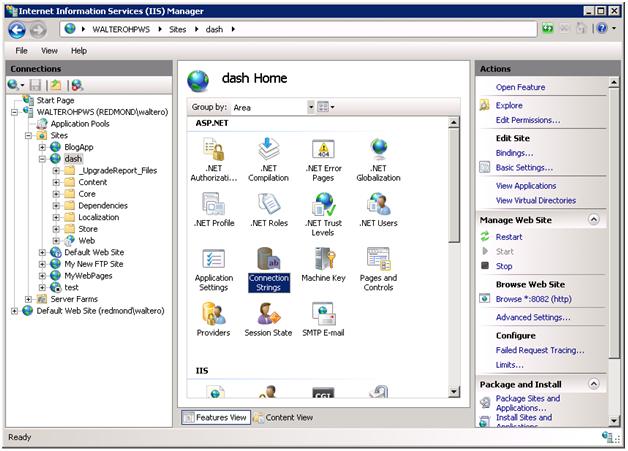 Internet Information Services (IIS) Manager
WALTEROHPWS
Sites
dash
File
View
Help
Connections
Start Page
WALTEROHPWS (REDMOND\waltero)
Application Pools
Sites
BlogApp
dash
_UpgradeReport_Files
Content
Core
Dependencies
Localization
Store
Web
Default Web Site
My New FTP Site
MyWebPages
test
Server Farms
Default Web Site (redmond\waltero)
dash Home
Group by: Area
ASP.NET
.NET Authorizati...
.NET Compilation
.NET Error Pages
.NET Globalization
.NET Profile
.NET Roles
.NET Trust Levels
.NET Users
Application Settings
Connection Strings
Machine Key
Pages and Controls
Providers
Session State
SMTP E-mail
IIS
Features View
Content View
Actions
Open Feature
Explore
Edit Permissions...
Edit Site
Bindings...
Basic Settings...
View Applications
View Virtual Directories
Manage Web Site
Restart
Start
Stop
Browse Web Site
Browse *:8082 (http)
Advanced Settings...
Configure
Failed Request Tracing...
Limits...
Package and Install
Package Sites and
Applications...
Install Sites and
Ready